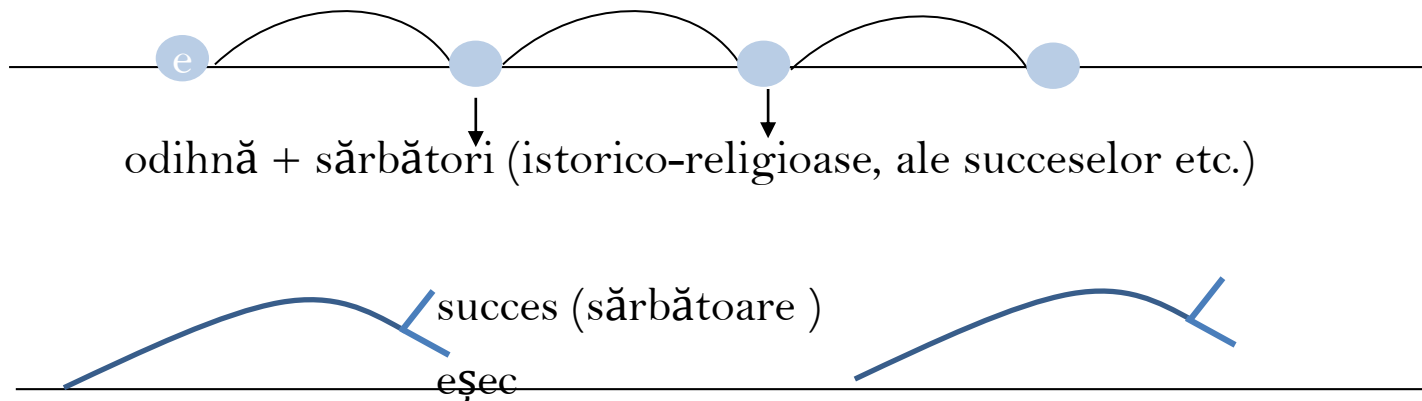 e
odihnă + sărbători (istorico-religioase, ale succeselor etc.)
succes (sărbătoare )
eșec